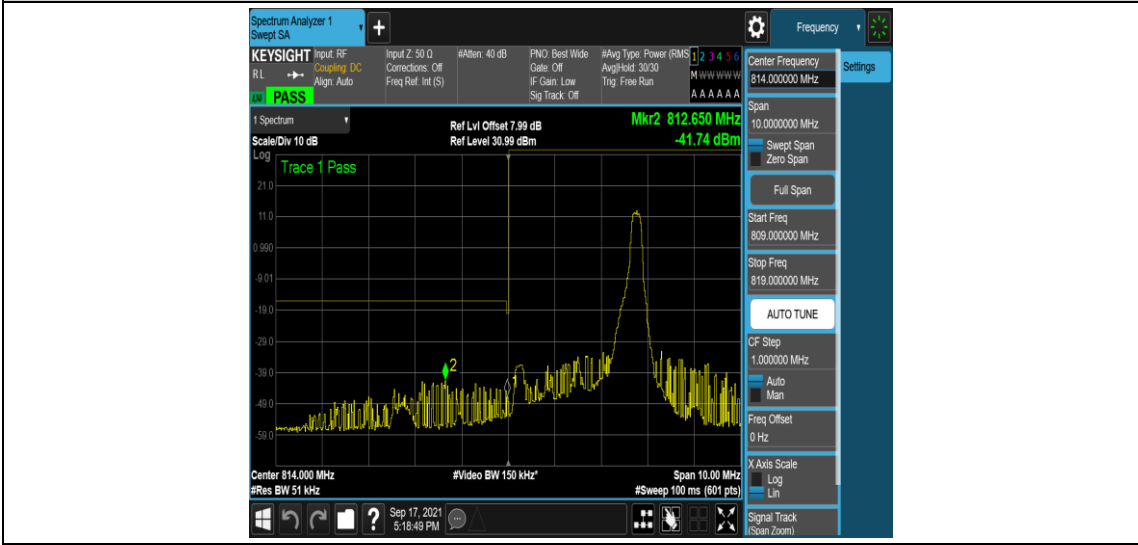 Spectrum Analyzer 1
Swept SA
+
Frequency
KEYSIGHT
R L
LM
PASS
Input: RF
Coupling: DC
Align: Auto
Input Z: 50 Ω
Corrections: Off
Freq Ref: Int (S)
#Atten: 40 dB
PNO: Best Wide
Gate: Off
IF Gain: Low
Sig Track: Off
#Avg Type: Power (RMS
Avg|Hold: 30/30
Trig: Free Run
1 2 3 4 5 6
M W W W W W
A A A A A A
1 Spectrum
Scale/Div 10 dB
Ref Lvl Offset 7.99 dB
Ref Level 30.99 dBm
Mkr2 812.650 MHz
-41.74 dBm
Log
Trace 1 Pass
21.0
11.0
0.990
-9.01
-19.0
-29.0
-39.0
-49.0
-59.0
2
1
Center 814.000 MHz
#Video BW 150 kHz*
Span 10.00 MHz
#Res BW 51 kHz
#Sweep 100 ms (601 pts)
Sep 17, 2021
5:18:49 PM
?
Center Frequency
814.000000 MHz
Settings
Span
10.0000000 MHz
Swept Span
Zero Span
Full Span
Start Freq
809.000000 MHz
Stop Freq
819.000000 MHz
AUTO TUNE
CF Step
1.000000 MHz
Auto
Man
Freq Offset
0 Hz
X Axis Scale
Log
Lin
Signal Track
(Span Zoom)